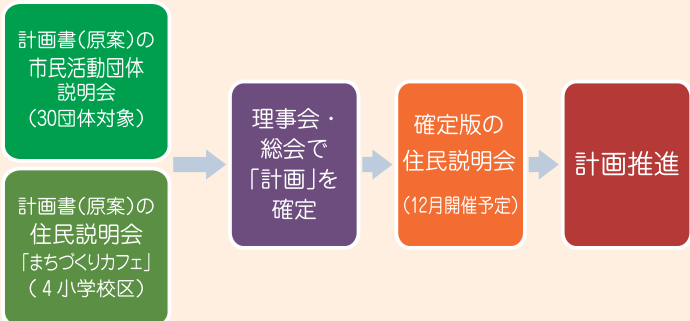 計画書(原案)の
市民活動団体
説明会
(30団体対象)
計画書(原案)の
住民説明会
「まちづくりカフェ」
(4小学校区)
理事会・
総会で
「計画」を
確定
確定版の
住民説明会
(12月開催予定)
計画推進